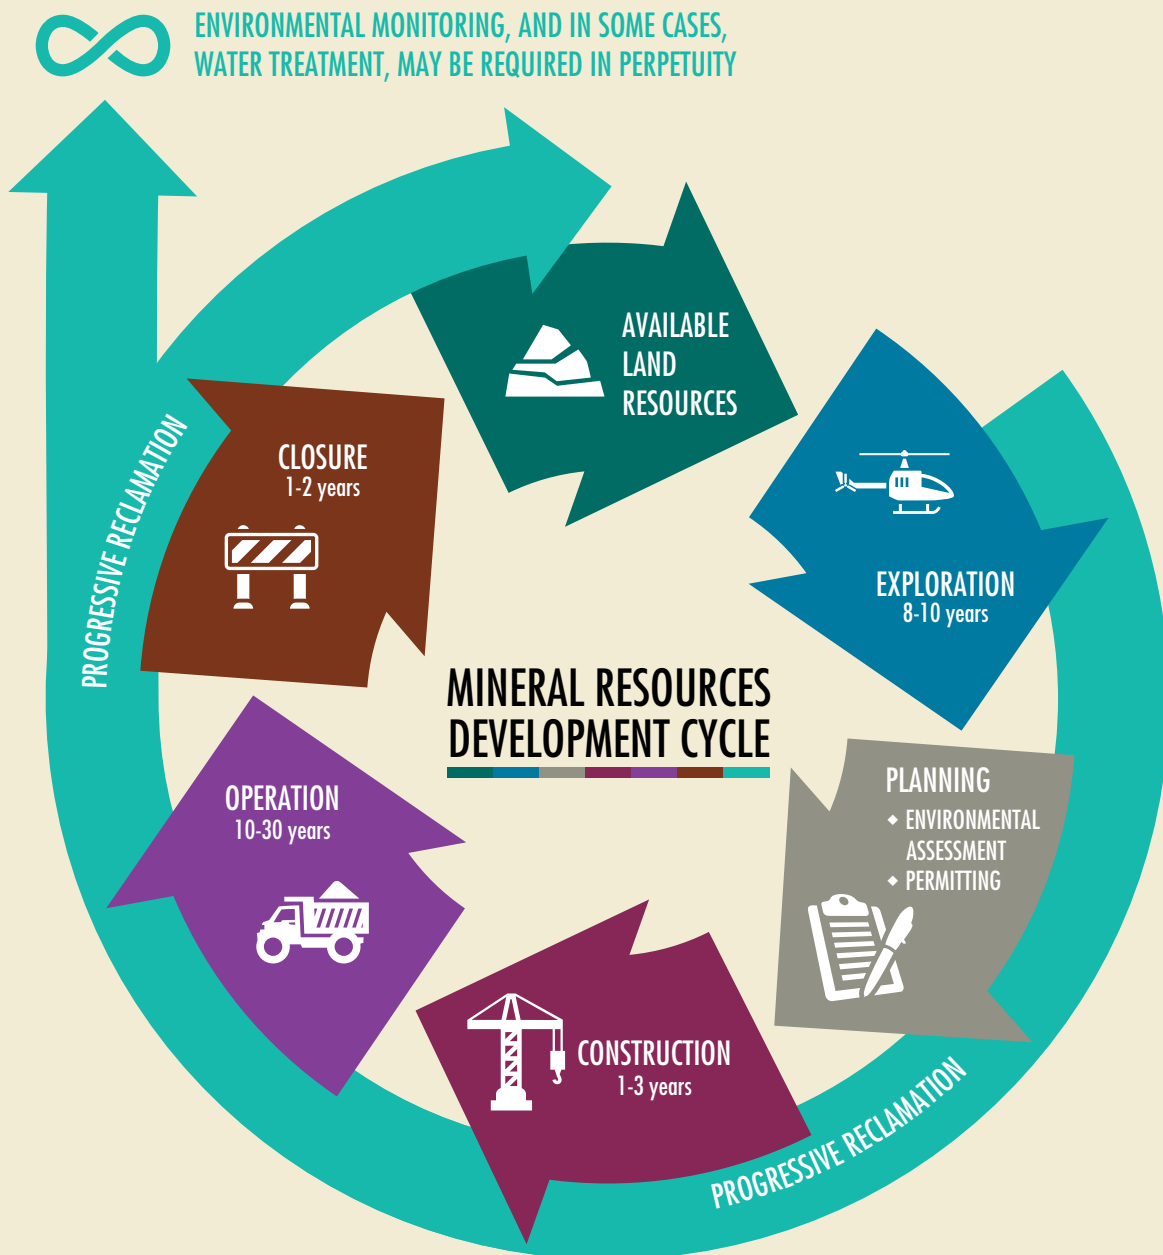 ENVIRONMENTAL MONITORING, AND IN SOME CASES,
WATER TREATMENT, MAY BE REQUIRED IN PERPETUITY
AVAILABLE
LAND
RESOURCES
EXPLORATION
8-10 years
PLANNING
◆ ENVIRONMENTAL
ASSESSMENT
◆ PERMITTING
CONSTRUCTION
1-3 years
OPERATION
10-30 years
CLOSURE
1-2 years
MINERAL RESOURCES
DEVELOPMENT CYCLE
PROGRESSIVE RECLAMATION
PROGRESSIVE RECLAMATION